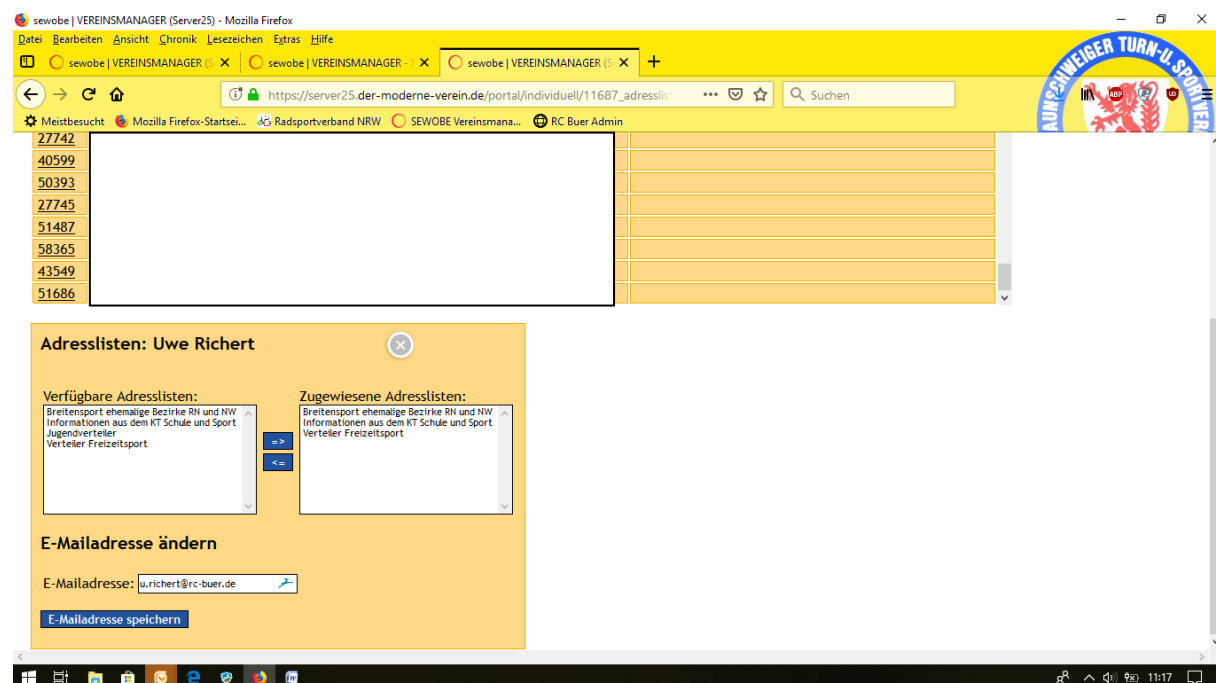 sewobe | VEREINSMANAGER (Server25) - Mozilla Firefox
Datei Bearbeiten Ansicht Chronik Lesezeichen Extras Hilfe
sewobe | VEREINSMANAGER (S
sewobe | VEREINSMANAGER -
sewobe | VEREINSMANAGER (S
https://server25.der-moderne-verein.de/portal/individuell/11687_adresslis
Suchen
Meistbesucht Mozilla Firefox-Startsei... Radsportverband NRW SEWOBE Vereinsmana... RC Buer Admin
27742
40599
50393
27745
51487
58365
43549
51686
Adresslisten: Uwe Richert
Verfügbare Adresslisten: Zugewiesene Adresslisten:
Breitensport ehemalige Bezirke RN und NW
Informationen aus dem KT Schule und Sport
Jugendverteiler
Verteiler Freizeitsport
=>
<=
Breitensport ehemalige Bezirke RN und NW
Informationen aus dem KT Schule und Sport
Verteiler Freizeitsport
E-Mailadresse ändern
E-Mailadresse: u.richert@rc-buer.de
E-Mailadresse speichern
11:17